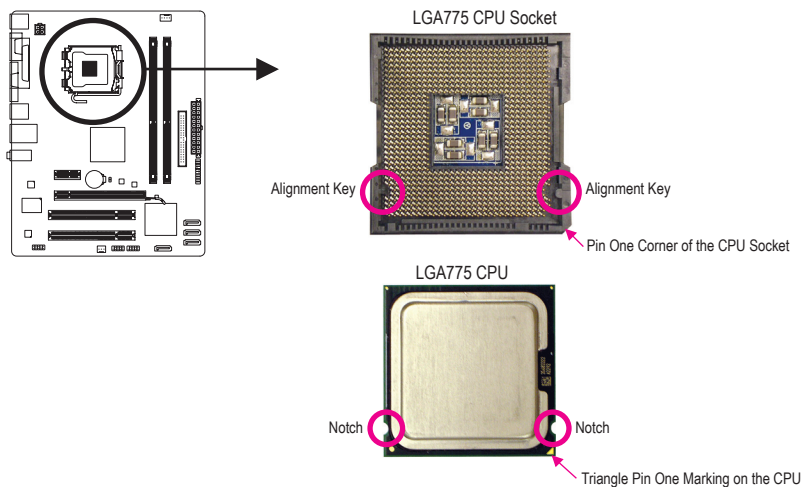 LGA775 CPU Socket
Alignment Key
Alignment Key
Pin One Corner of the CPU Socket
LGA775 CPU
Notch
Notch
Triangle Pin One Marking on the CPU